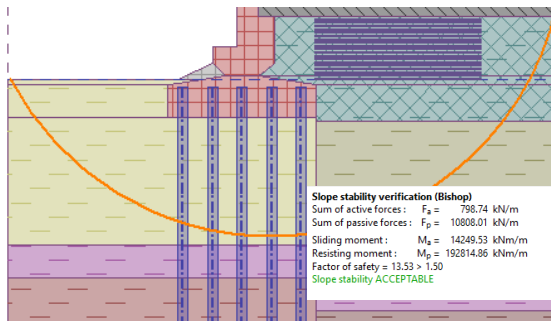 Slope stability verification (Bishop)
Sum of active forces : Fa = 798.74 kN/m
Sum of passive forces : Fp = 10808.01 kN/m
Sliding moment : Ma = 14249.53 kNm/m
Resisting moment : Mp = 192814.86 kNm/m
Factor of safety = 13.53 > 1.50
Slope stability ACCEPTABLE